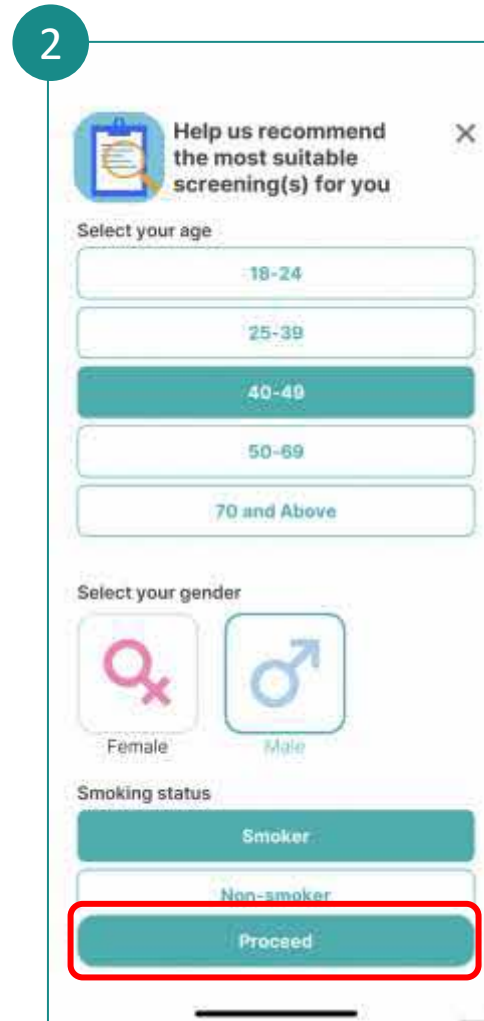 2
Help us recommend
the most suitable
screening(s) for you
Select your age
18-24
25-39
40-49
50-69
70 and Above
Select your gender
Female
Male
Smoking status
Smoker
Non-smoker
Proceed